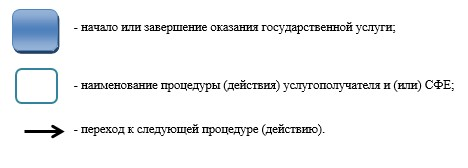 - начало или завершение оказания государственной услуги;
- наименование процедуры (действия) услугополучателя и (или) СФЕ;
- переход к следующей процедуре (действию).